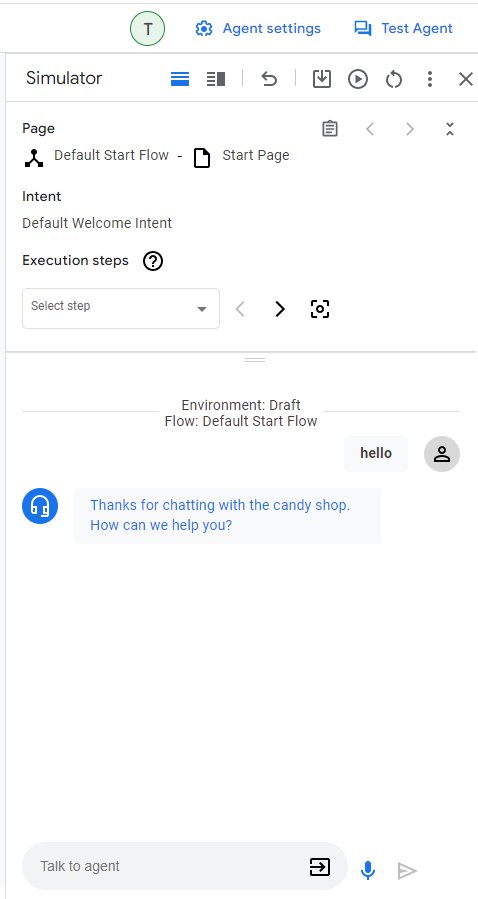 T
Agent settings
Test Agent
Simulator
Page
Default Start Flow - Start Page
Intent
Default Welcome Intent
Execution steps ?
Select step
Environment: Draft
Flow: Default Start Flow
hello
Thanks for chatting with the candy shop.
How can we help you?
Talk to agent